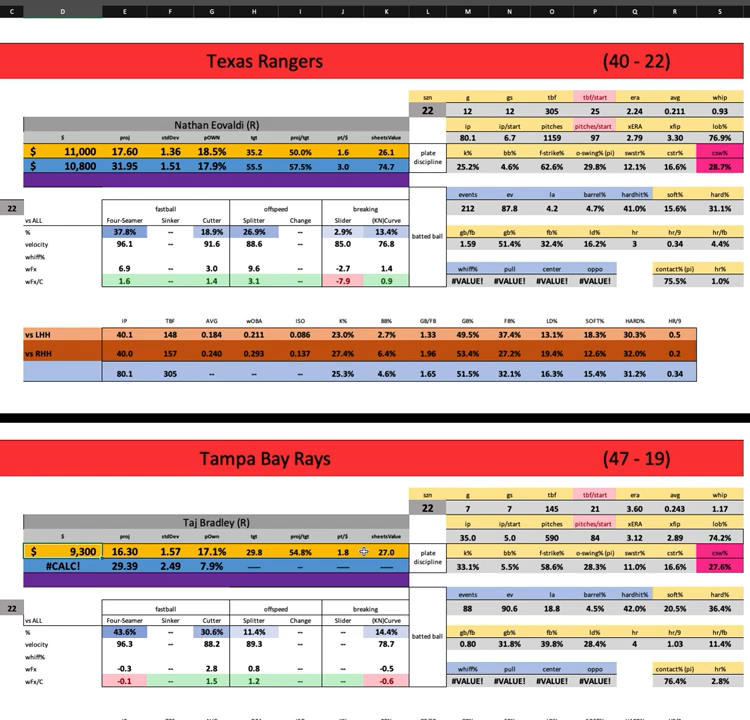 C D E F G H I J K L M N O P Q R S
Texas Rangers (40 - 22)
szn g gs tbf tbf/start era avg whip
22 12 12 305 25 2.24 0.211 0.93
Nathan Eovaldi (R) ip ip/start pitches pitches/start xERA xfip lob%
$ proj stdDev pOWN tgt proj/tgt pt/$ sheetsValue 80.1 6.7 1159 97 2.79 3.30 76.9%
$ 11,000 17.60 1.36 18.5% 35.2 50.0% 1.6 26.1 plate discipline k% bb% f-strike% o-swing% (pi) swstr% cstr% csw%
$ 10,800 31.95 1.51 17.9% 55.5 57.5% 3.0 74.7 25.2% 4.6% 62.6% 29.8% 12.1% 16.6% 28.7%
events ev la barrel% hardhit% soft% hard%
22 fastball offspeed breaking 212 87.8 4.2 4.7% 41.0% 15.6% 31.1%
vs ALL Four-Seamer Sinker Cutter Splitter Change Slider (KN)Curve
% 37.8% -- 18.9% 26.9% -- 2.9% 13.4% batted ball gb/fb gb% fb% ld% hr hr/9 hr/fb
velocity 96.1 -- 91.6 88.6 -- 85.0 76.8 1.59 51.4% 32.4% 16.2% 3 0.34 4.4%
whiff%
wFx 6.9 -- 3.0 9.6 -- -2.7 1.4 whiff% pull center oppo contact% (pi) hr%
wFx/C 1.6 -- 1.4 3.1 -- -7.9 0.9 #VALUE! #VALUE! #VALUE! #VALUE! 75.5% 1.0%
IP TBF AVG wOBA ISO K% BB% GB/FB GB% FB% LD% SOFT% HARD% HR/9
vs LHH 40.1 148 0.184 0.211 0.086 23.0% 2.7% 1.33 49.5% 37.4% 13.1% 18.3% 30.3% 0.5
vs RHH 40.0 157 0.240 0.293 0.137 27.4% 6.4% 1.96 53.4% 27.2% 19.4% 12.6% 32.0% 0.2
80.1 305 -- -- -- 25.3% 4.6% 1.65 51.5% 32.1% 16.3% 15.4% 31.2% 0.34
Tampa Bay Rays (47 - 19)
szn g gs tbf tbf/start era avg whip
22 7 7 145 21 3.60 0.243 1.17
Taj Bradley (R) ip ip/start pitches pitches/start xERA xfip lob%
$ proj stdDev pOwn tgt proj/tgt pt/$ sheetsValue 35.0 5.0 590 84 3.12 2.89 74.2%
$ 9,300 16.30 1.57 17.1% 29.8 54.8% 1.8 27.0 plate discipline k% bb% f-strike% o-swing% (pi) swstr% cstr% csw%
#CALC! 29.39 2.49 7.9% ---- ---- -- ---- 33.1% 5.5% 58.6% 28.3% 11.0% 16.6% 27.6%
events ev la barrel% hardhit% soft% hard%
22 fastball offspeed breaking 88 90.6 18.8 4.5% 42.0% 20.5% 36.4%
vs ALL Four-Seamer Sinker Cutter Splitter Change Slider (KN)Curve
% 43.6% -- 30.6% 11.4% -- -- 14.4% batted ball gb/fb gb% fb% ld% hr hr/9 hr/fb
velocity 96.3 -- 88.2 89.3 -- -- 78.7 0.80 31.8% 39.8% 28.4% 4 1.03 11.4%
whiff%
wFx -0.3 -- 2.8 0.8 -- -- -0.5 whiff% pull center oppo contact% (pi) hr%
wFx/C -0.1 -- 1.5 1.2 -- -- -0.6 #VALUE! #VALUE! #VALUE! #VALUE! 76.4% 2.8%